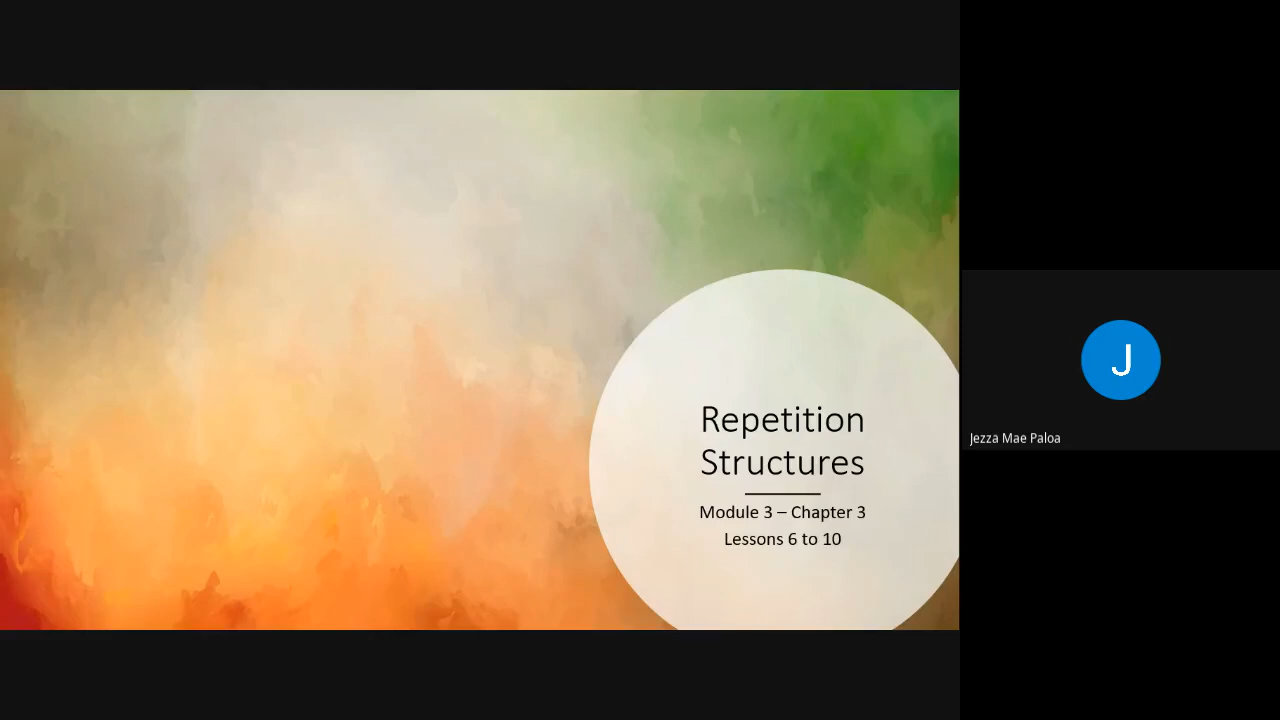 Repetition
Structures
Module 3 – Chapter 3
Lessons 6 to 10
J
Jezza Mae Paloa